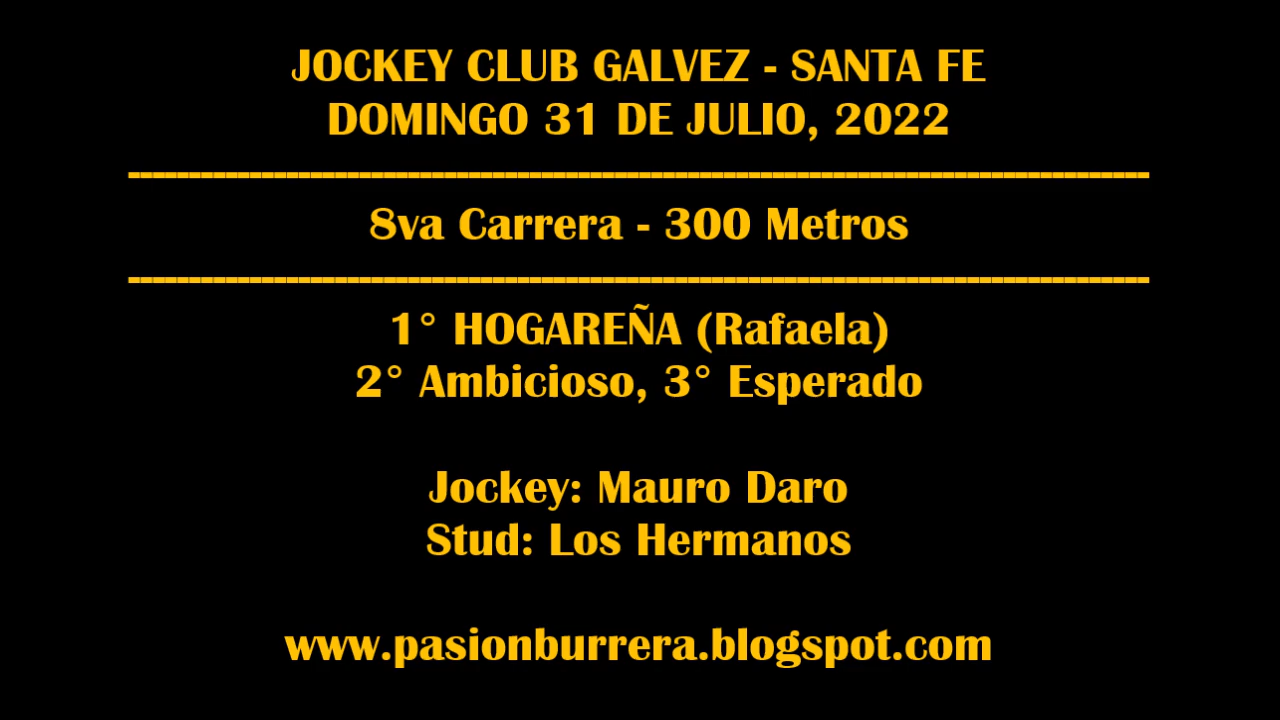 JOCKEY CLUB GALVEZ - SANTA FE
DOMINGO 31 DE JULIO, 2022
8va Carrera - 300 Metros
1° HOGAREÑA (Rafaela)
2° Ambicioso, 3° Esperado
Jockey: Mauro Daro
Stud: Los Hermanos
www.pasionburrera.blogspot.com